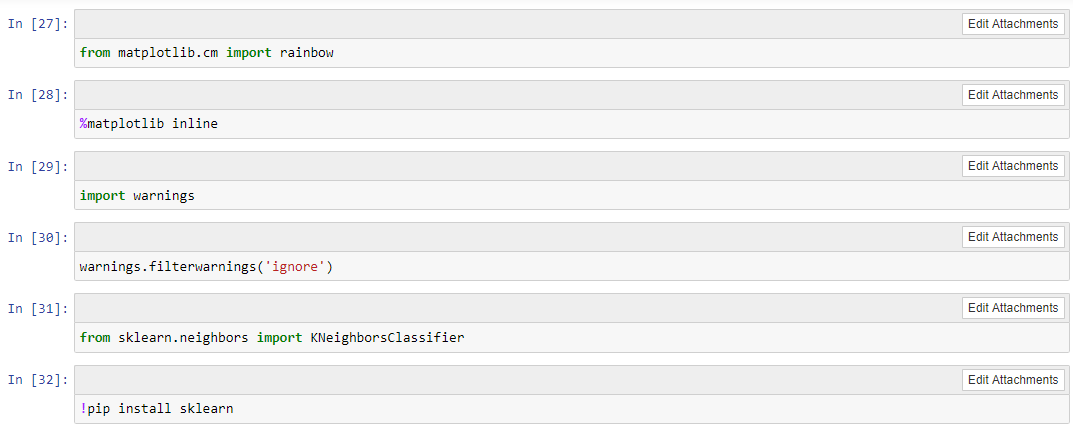 In [27]:
Edit Attachments
from matplotlib.cm import rainbow
In [28]:
Edit Attachments
%matplotlib inline
In [29]:
Edit Attachments
import warnings
In [30]:
Edit Attachments
warnings.filterwarnings('ignore')
In [31]:
Edit Attachments
from sklearn.neighbors import KNeighborsClassifier
In [32]:
Edit Attachments
!pip install sklearn